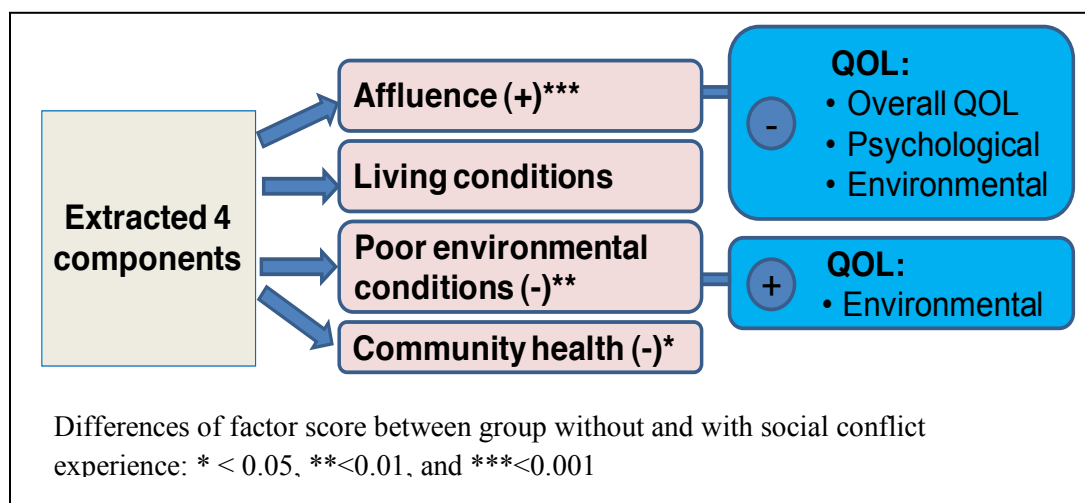 Extracted 4
components
Affluence (+)***
Living conditions
Poor environmental
conditions (-)**
Community health (-)*
-
QOL:
• Overall QOL
• Psychological
• Environmental
+
QOL:
• Environmental
Differences of factor score between group without and with social conflict
experience: * < 0.05, **<0.01, and ***<0.001